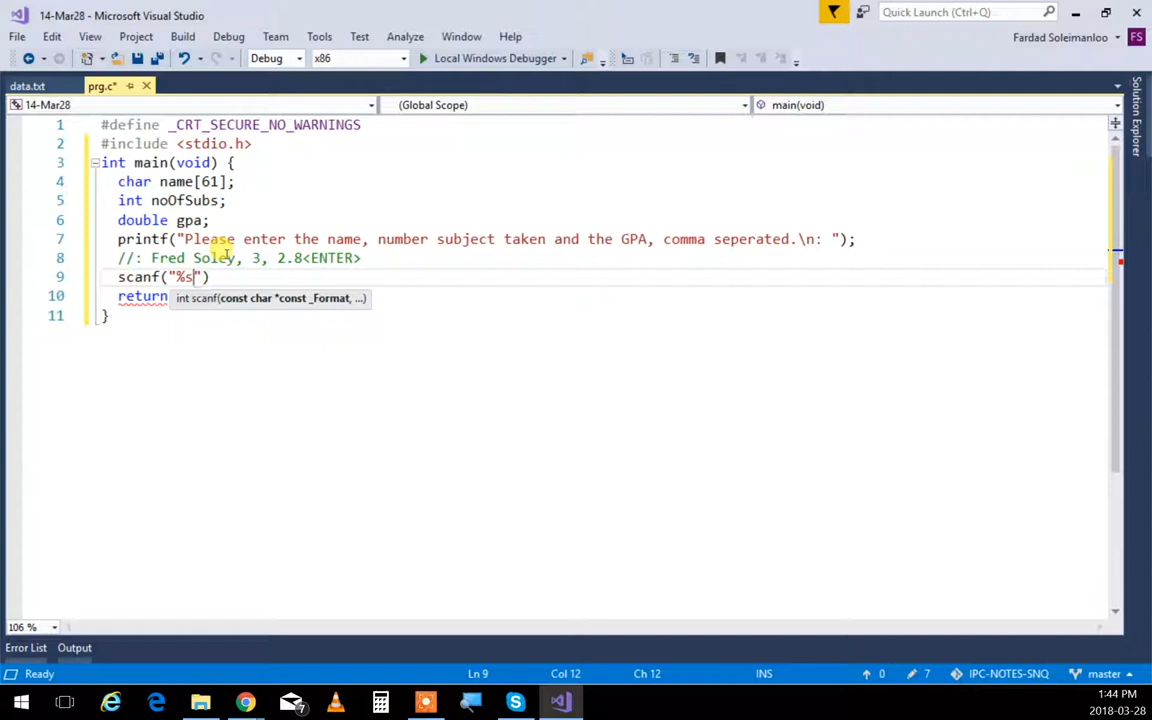 14-Mar28 - Microsoft Visual Studio
Quick Launch (Ctrl+Q)
File Edit View Project Build Debug Team Tools Test Analyze Window Help
Fardad Soleimanloo FS
Debug x86 Local Windows Debugger
data.txt prg.c*
Solution Explorer
14-Mar28 (Global Scope) main(void)
1 #define _CRT_SECURE_NO_WARNINGS
2 #include <stdio.h>
3 int main(void) {
4 char name[61];
5 int noOfSubs;
6 double gpa;
7 printf("Please enter the name, number subject taken and the GPA, comma seperated.\n: ");
8 //: Fred Soley, 3, 2.8<ENTER>
9 scanf("%s")
10 return
int scanf(const char *const _Format, ...)
11 }
106 %
Error List Output
Ready Ln 9 Col 12 Ch 12 INS 0 7 IPC-NOTES-SNQ master
7
1:44 PM
2018-03-28